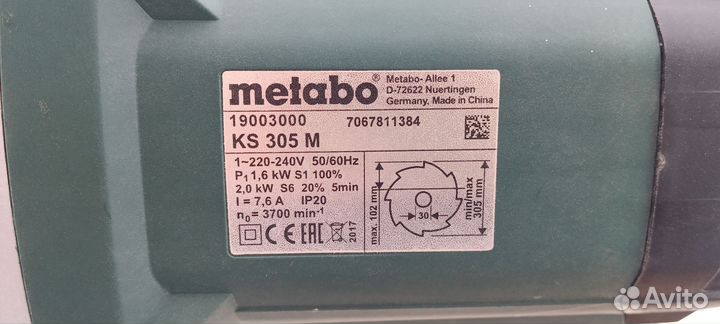 metabo®
Metabo- Allee 1
D-72622 Nuertingen
Germany, Made in China
19003000 7067811384
KS 305 M
1~220-240V 50/60Hz
P1 1,6 kW S1 100%
2,0 kW S6 20% 5min
I = 7,6 A IP20
n0 = 3700 min-1
CE EAC 2017
max. 102 mm
30
min/max
305 mm
Avito